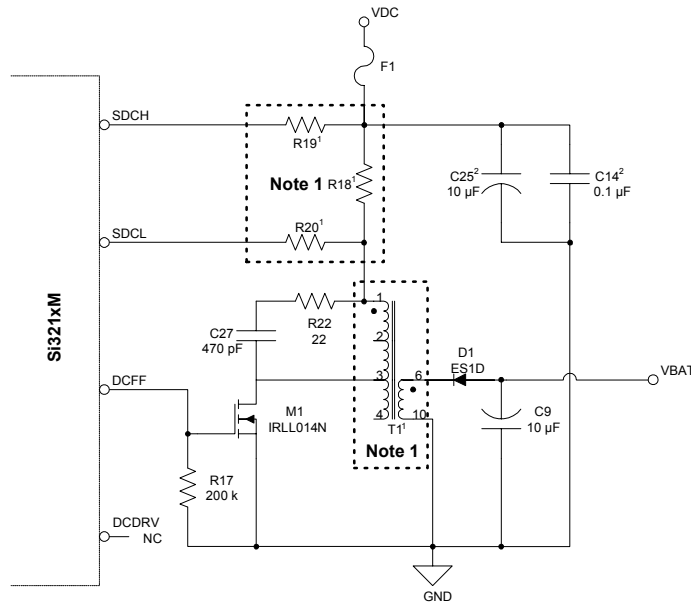 VDC
F1
SDCH
R19¹
Note 1
R18¹
C25²
10 µF
C14²
0.1 µF
SDCL
R20¹
Si321xM
1
R22
22
C27
470 pF
2
3
4
6
10
T1¹
Note 1
D1
ES1D
VBAT
DCFF
M1
IRLL014N
C9
10 µF
R17
200 k
DCDRV
NC
GND